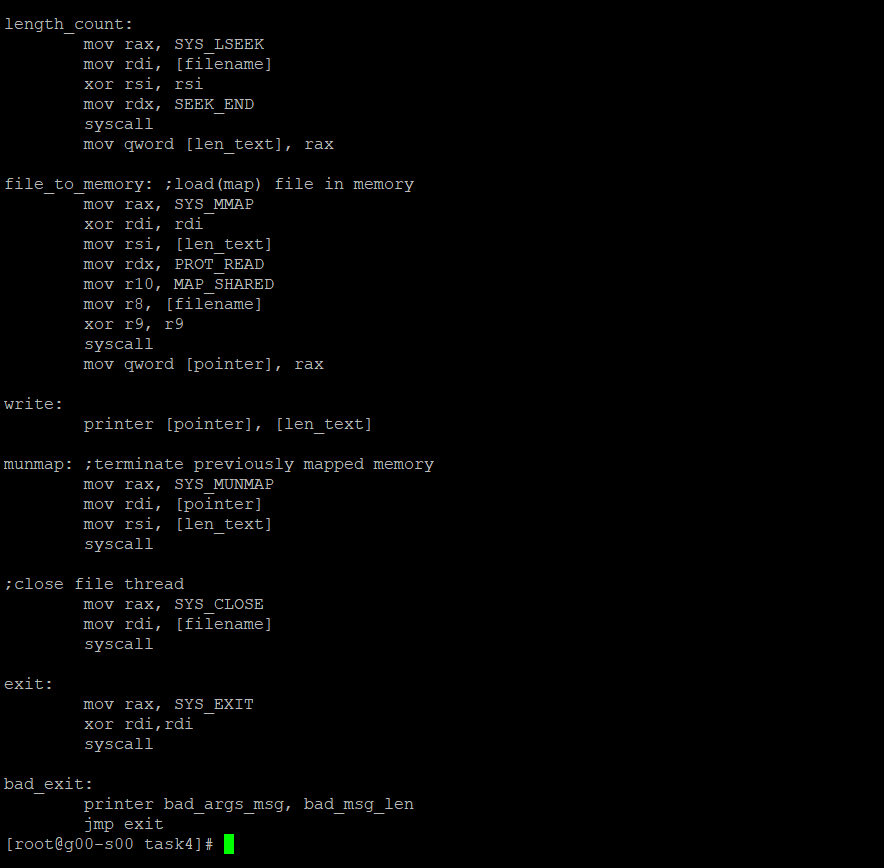 length_count:
mov rax, SYS_LSEEK
mov rdi, [filename]
xor rsi, rsi
mov rdx, SEEK_END
syscall
mov qword [len_text], rax
file_to_memory: ;load(map) file in memory
mov rax, SYS_MMAP
xor rdi, rdi
mov rsi, [len_text]
mov rdx, PROT_READ
mov r10, MAP_SHARED
mov r8, [filename]
xor r9, r9
syscall
mov qword [pointer], rax
write:
printer [pointer], [len_text]
munmap: ;terminate previously mapped memory
mov rax, SYS_MUNMAP
mov rdi, [pointer]
mov rsi, [len_text]
syscall
;close file thread
mov rax, SYS_CLOSE
mov rdi, [filename]
syscall
exit:
mov rax, SYS_EXIT
xor rdi,rdi
syscall
bad_exit:
printer bad_args_msg, bad_msg_len
jmp exit
[root@g00-s00 task4]#